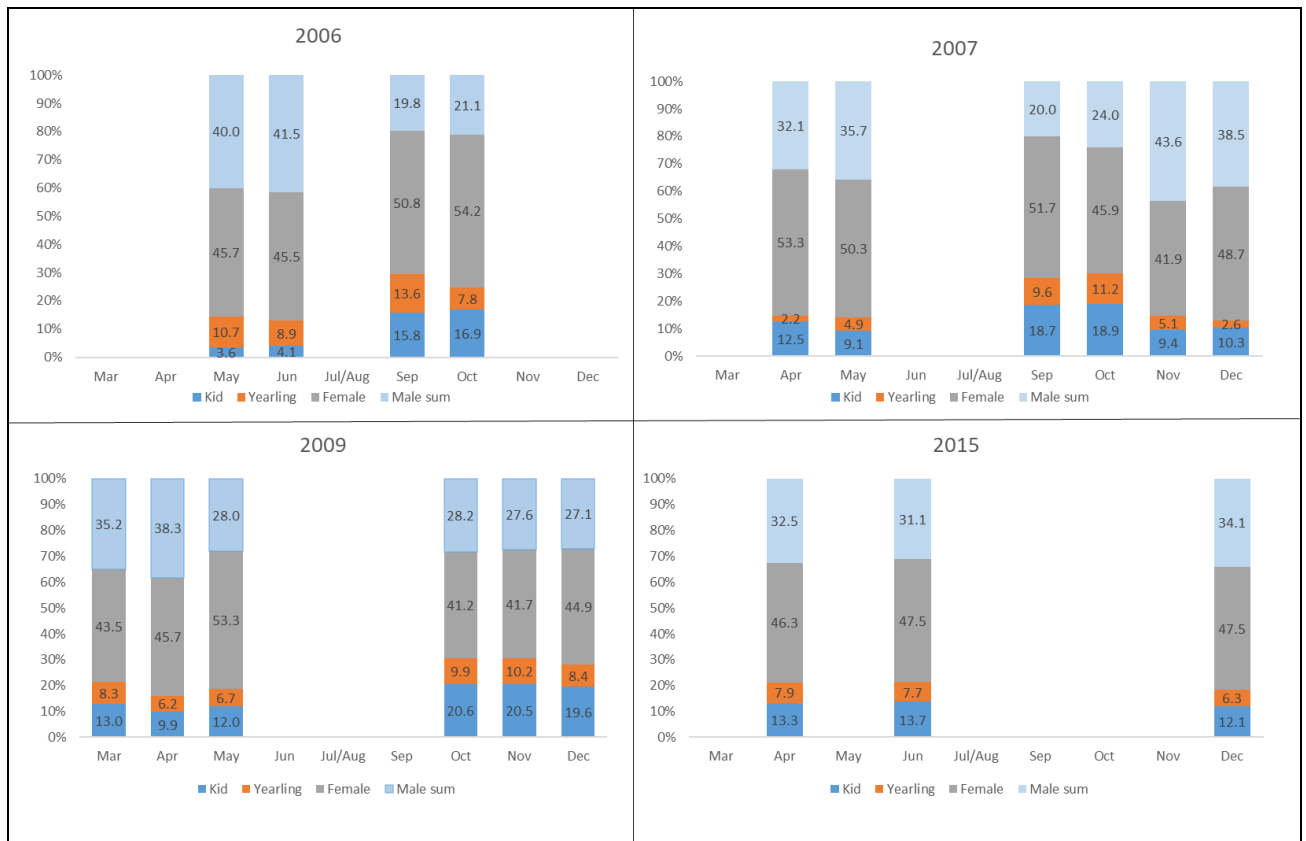 2006
100%
90%
80%
70%
60%
50%
40%
30%
20%
10%
0%
40.0 41.5 19.8 21.1
45.7 45.5 50.8 54.2
10.7 8.9 13.6 7.8
3.6 4.1 15.8 16.9
Mar Apr May Jun Jul/Aug Sep Oct Nov Dec
Kid Yearling Female Male sum
2007
100%
90%
80%
70%
60%
50%
40%
30%
20%
10%
0%
32.1 35.7 20.0 24.0 43.6 38.5
53.3 50.3 51.7 45.9 41.9 48.7
2.2 4.9 9.6 11.2 5.1 2.6
12.5 9.1 18.7 18.9 9.4 10.3
Mar Apr May Jun Jul/Aug Sep Oct Nov Dec
Kid Yearling Female Male sum
2009
100%
90%
80%
70%
60%
50%
40%
30%
20%
10%
0%
35.2 38.3 28.0 28.2 27.6 27.1
43.5 45.7 53.3 41.2 41.7 44.9
8.3 6.2 6.7 9.9 10.2 8.4
13.0 9.9 12.0 20.6 20.5 19.6
Mar Apr May Jun Jul/Aug Sep Oct Nov Dec
Kid Yearling Female Male sum
2015
100%
90%
80%
70%
60%
50%
40%
30%
20%
10%
0%
32.5 31.1 34.1
46.3 47.5 47.5
7.9 7.7 6.3
13.3 13.7 12.1
Mar Apr May Jun Jul/Aug Sep Oct Nov Dec
Kid Yearling Female Male sum